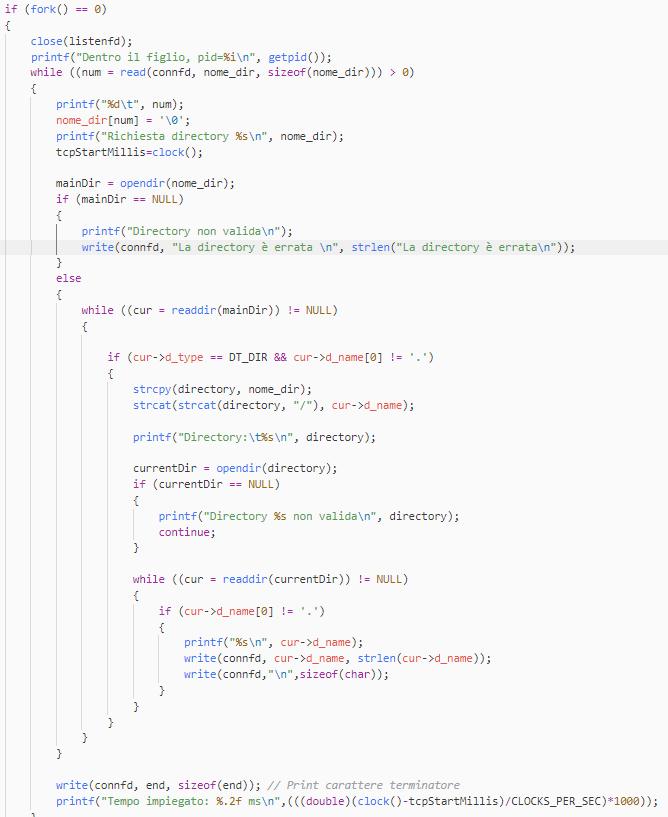 if (fork() == 0)
{
close(listenfd);
printf("Dentro il figlio, pid=%i\n", getpid());
while ((num = read(connfd, nome_dir, sizeof(nome_dir))) > 0)
{
printf("%d\t", num);
nome_dir[num] = '\0';
printf("Richiesta directory %s\n", nome_dir);
tcpStartMillis=clock();
mainDir = opendir(nome_dir);
if (mainDir == NULL)
{
printf("Directory non valida\n");
write(connfd, "La directory è errata \n", strlen("La directory è errata\n"));
}
else
{
while ((cur = readdir(mainDir)) != NULL)
{
if (cur->d_type == DT_DIR && cur->d_name[0] != '.')
{
strcpy(directory, nome_dir);
strcat(strcat(directory, "/"), cur->d_name);
printf("Directory:\t%s\n", directory);
currentDir = opendir(directory);
if (currentDir == NULL)
{
printf("Directory %s non valida\n", directory);
continue;
}
while ((cur = readdir(currentDir)) != NULL)
{
if (cur->d_name[0] != '.')
{
printf("%s\n", cur->d_name);
write(connfd, cur->d_name, strlen(cur->d_name));
write(connfd,"\n",sizeof(char));
}
}
}
}
}
write(connfd, end, sizeof(end)); // Print carattere terminatore
printf("Tempo impiegato: %.2f ms\n",(((double)(clock()-tcpStartMillis)/CLOCKS_PER_SEC)*1000));